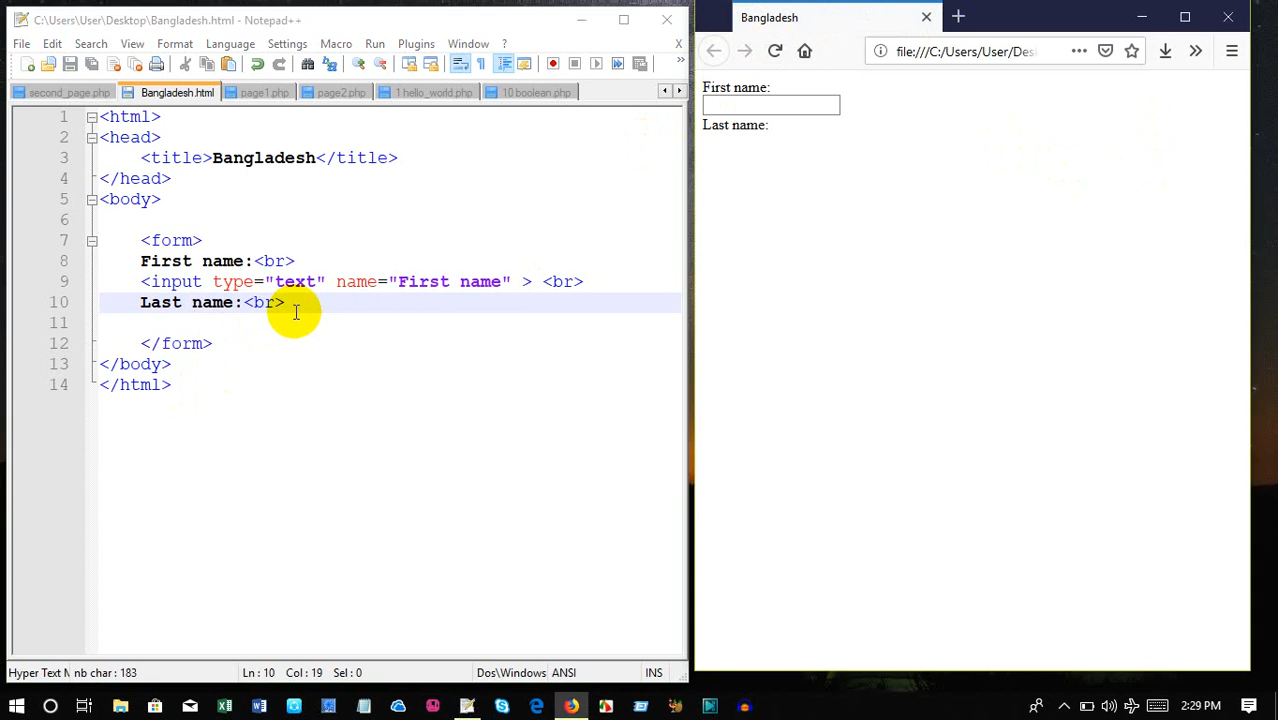 C:\Users\User\Desktop\Bangladesh.html - Notepad++
File Edit Search View Format Language Settings Macro Run Plugins Window ? X
second_page.php Bangladesh.html page1.php page2.php 1 hello_world.php 10 boolean.php
1 <html>
2 <head>
3 <title>Bangladesh</title>
4 </head>
5 <body>
6
7 <form>
8 First name:<br>
9 <input type="text" name="First name" > <br>
10 Last name:<br>
11
12 </form>
13 </body>
14 </html>
Hyper Text M nb char : 183 Ln : 10 Col : 19 Sel : 0 Dos\Windows ANSI INS
Bangladesh
file:///C:/Users/User/Des
First name:
Last name:
2:29 PM